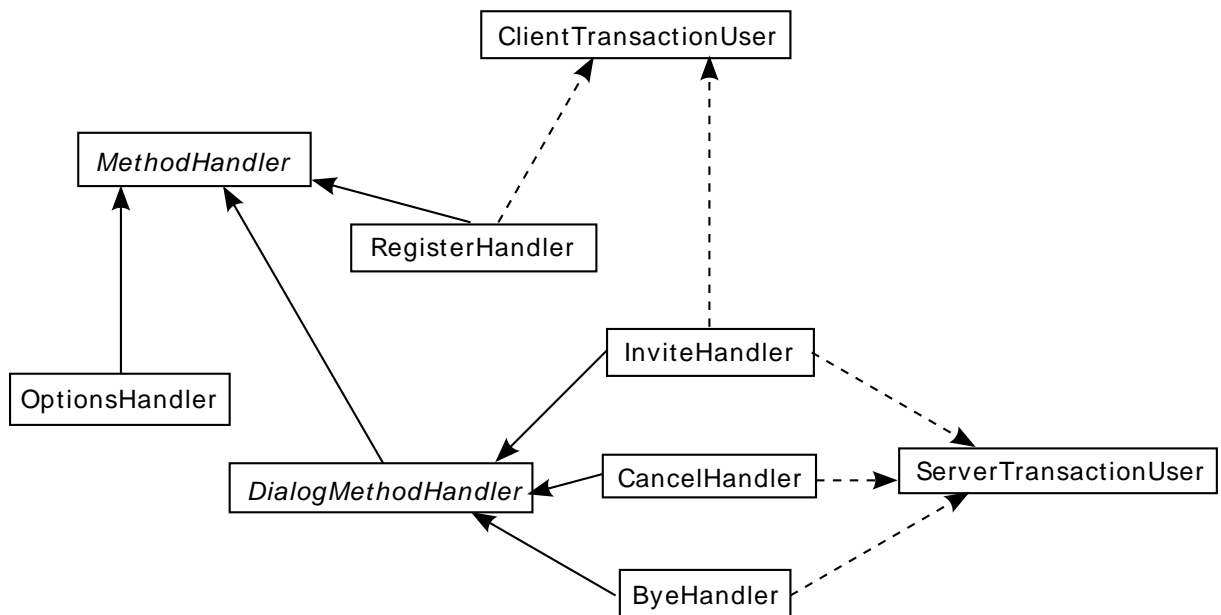 ClientTransactionUser
MethodHandler
RegisterHandler
InviteHandler
OptionsHandler
ServerTransactionUser
CancelHandler
DialogMethodHandler
ByeHandler